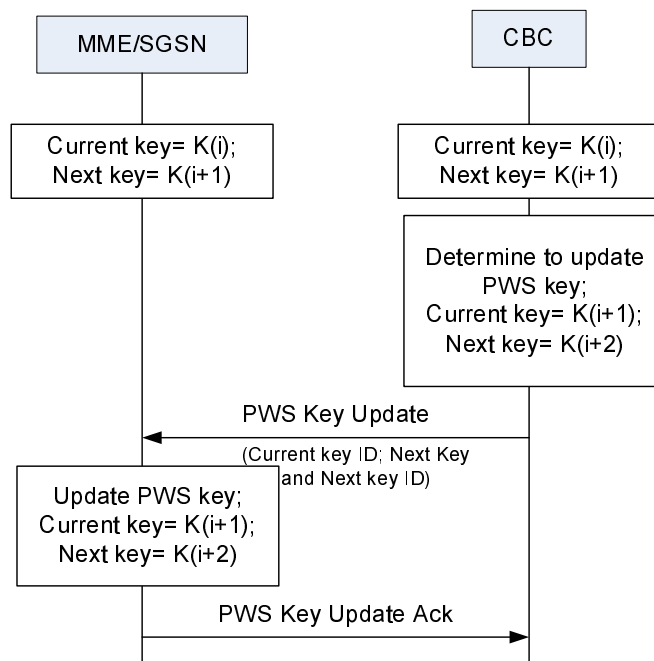 MME/SGSN
CBC
Current key= K(i);
Next key= K(i+1)
Current key= K(i);
Next key= K(i+1)
Determine to update
PWS key;
Current key= K(i+1);
Next key= K(i+2)
PWS Key Update
(Current key ID; Next Key
and Next key ID)
Update PWS key;
Current key= K(i+1);
Next key= K(i+2)
PWS Key Update Ack